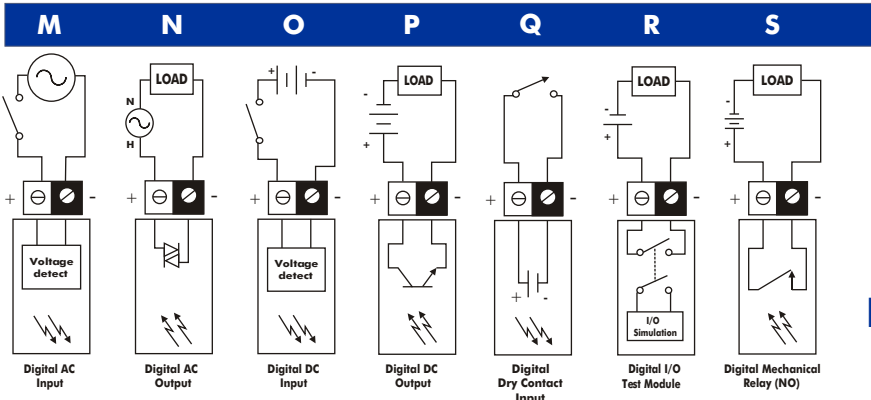 M N O P Q R S
LOAD LOAD LOAD LOAD
+ -
N
H
- + - + - +
+ - + - + - + - + - + - + -
Voltage
detect
Voltage
detect
+ -
I/O
Simulation
Digital AC
Input
Digital AC
Output
Digital DC
Input
Digital DC
Output
Digital
Dry Contact
Input
Digital I/O
Test Module
Digital Mechanical
Relay (NO)